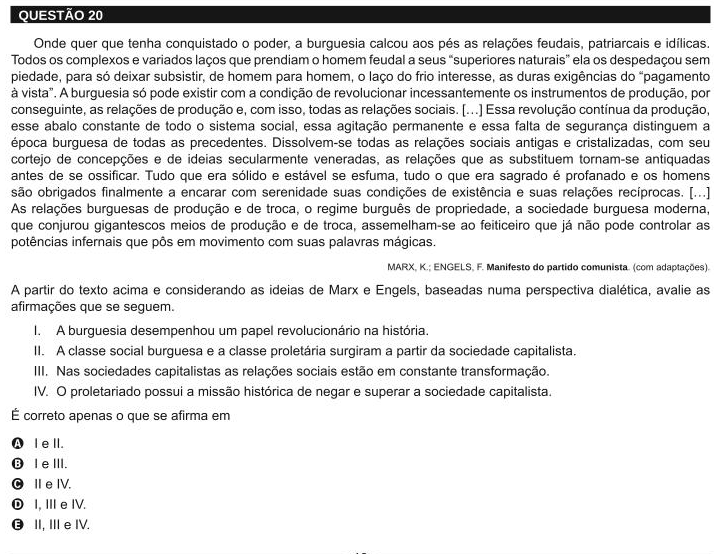 QUESTÃO 20
Onde quer que tenha conquistado o poder, a burguesia calcou aos pés as relações feudais, patriarcais e idílicas.
Todos os complexos e variados laços que prendiam o homem feudal a seus “superiores naturais” ela os despedaçou sem
piedade, para só deixar subsistir, de homem para homem, o laço do frio interesse, as duras exigências do “pagamento
à vista”. A burguesia só pode existir com a condição de revolucionar incessantemente os instrumentos de produção, por
conseguinte, as relações de produção e, com isso, todas as relações sociais. [...] Essa revolução contínua da produção,
esse abalo constante de todo o sistema social, essa agitação permanente e essa falta de segurança distinguem a
época burguesa de todas as precedentes. Dissolvem-se todas as relações sociais antigas e cristalizadas, com seu
cortejo de concepções e de ideias secularmente veneradas, as relações que as substituem tornam-se antiquadas
antes de se ossificar. Tudo que era sólido e estável se esfuma, tudo o que era sagrado é profanado e os homens
são obrigados finalmente a encarar com serenidade suas condições de existência e suas relações recíprocas. [...]
As relações burguesas de produção e de troca, o regime burguês de propriedade, a sociedade burguesa moderna,
que conjurou gigantescos meios de produção e de troca, assemelham-se ao feiticeiro que já não pode controlar as
potências infernais que pôs em movimento com suas palavras mágicas.
MARX, K.; ENGELS, F. Manifesto do partido comunista. (com adaptações).
A partir do texto acima e considerando as ideias de Marx e Engels, baseadas numa perspectiva dialética, avalie as
afirmações que se seguem.
I. A burguesia desempenhou um papel revolucionário na história.
II. A classe social burguesa e a classe proletária surgiram a partir da sociedade capitalista.
III. Nas sociedades capitalistas as relações sociais estão em constante transformação.
IV. O proletariado possui a missão histórica de negar e superar a sociedade capitalista.
É correto apenas o que se afirma em
A I e II.
B I e III.
C II e IV.
D I, III e IV.
E II, III e IV.